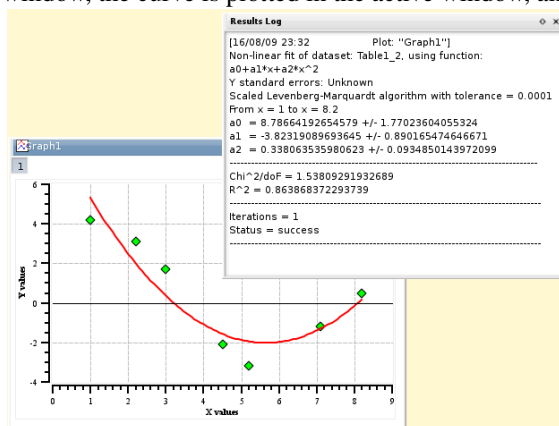 window, the curve is plotted in the active window, an
Results Log
[16/08/09 23:32 Plot: ''Graph1'']
Non-linear fit of dataset: Table1_2, using function:
a0+a1*x+a2*x^2
Y standard errors: Unknown
Scaled Levenberg-Marquardt algorithm with tolerance = 0.0001
From x = 1 to x = 8.2
a0 = 8.78664192654579 +/- 1.77023604055324
a1 = -3.82319089693645 +/- 0.890165474646671
a2 = 0.338063535980623 +/- 0.0934850143972099
Chi^2/doF = 1.53809291932689
R^2 = 0.863868372293739
Iterations = 1
Status = success
Graph1
1
6
2
0
-2
-4
Y values
0 1 2 3 4 5 6 7 8 9
X values